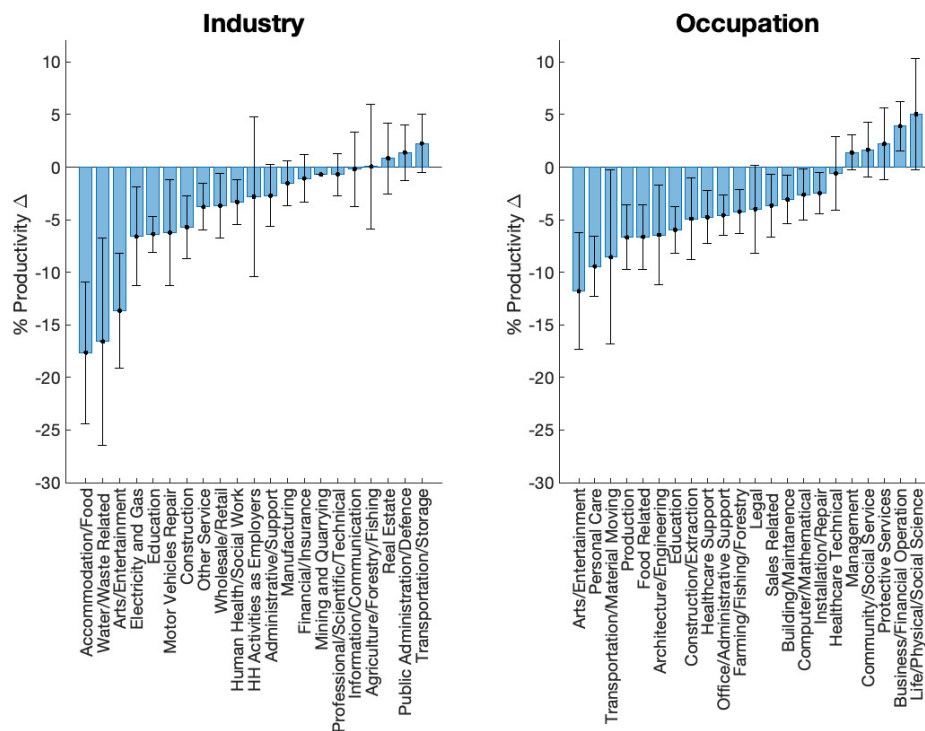 Industry
% Productivity Δ
10
5
0
-5
-10
-15
-20
-25
-30
Accommodation/Food
Water/Waste Related
Arts/Entertainment
Electricity and Gas
Education
Motor Vehicles Repair
Construction
Other Service
Wholesale/Retail
Human Health/Social Work
HH Activities as Employers
Administrative/Support
Manufacturing
Financial/Insurance
Mining and Quarrying
Professional/Scientific/Technical
Information/Communication
Agriculture/Forestry/Fishing
Real Estate
Public Administration/Defence
Transportation/Storage
Occupation
% Productivity Δ
10
5
0
-5
-10
-15
-20
-25
-30
Arts/Entertainment
Personal Care
Transportation/Material Moving
Production
Food Related
Architecture/Engineering
Education
Construction/Extraction
Healthcare Support
Office/Administrative Support
Farming/Fishing/Forestry
Legal
Sales Related
Building/Maintanence
Computer/Mathematical
Installation/Repair
Healthcare Technical
Management
Community/Social Service
Protective Services
Business/Financial Operation
Life/Physical/Social Science